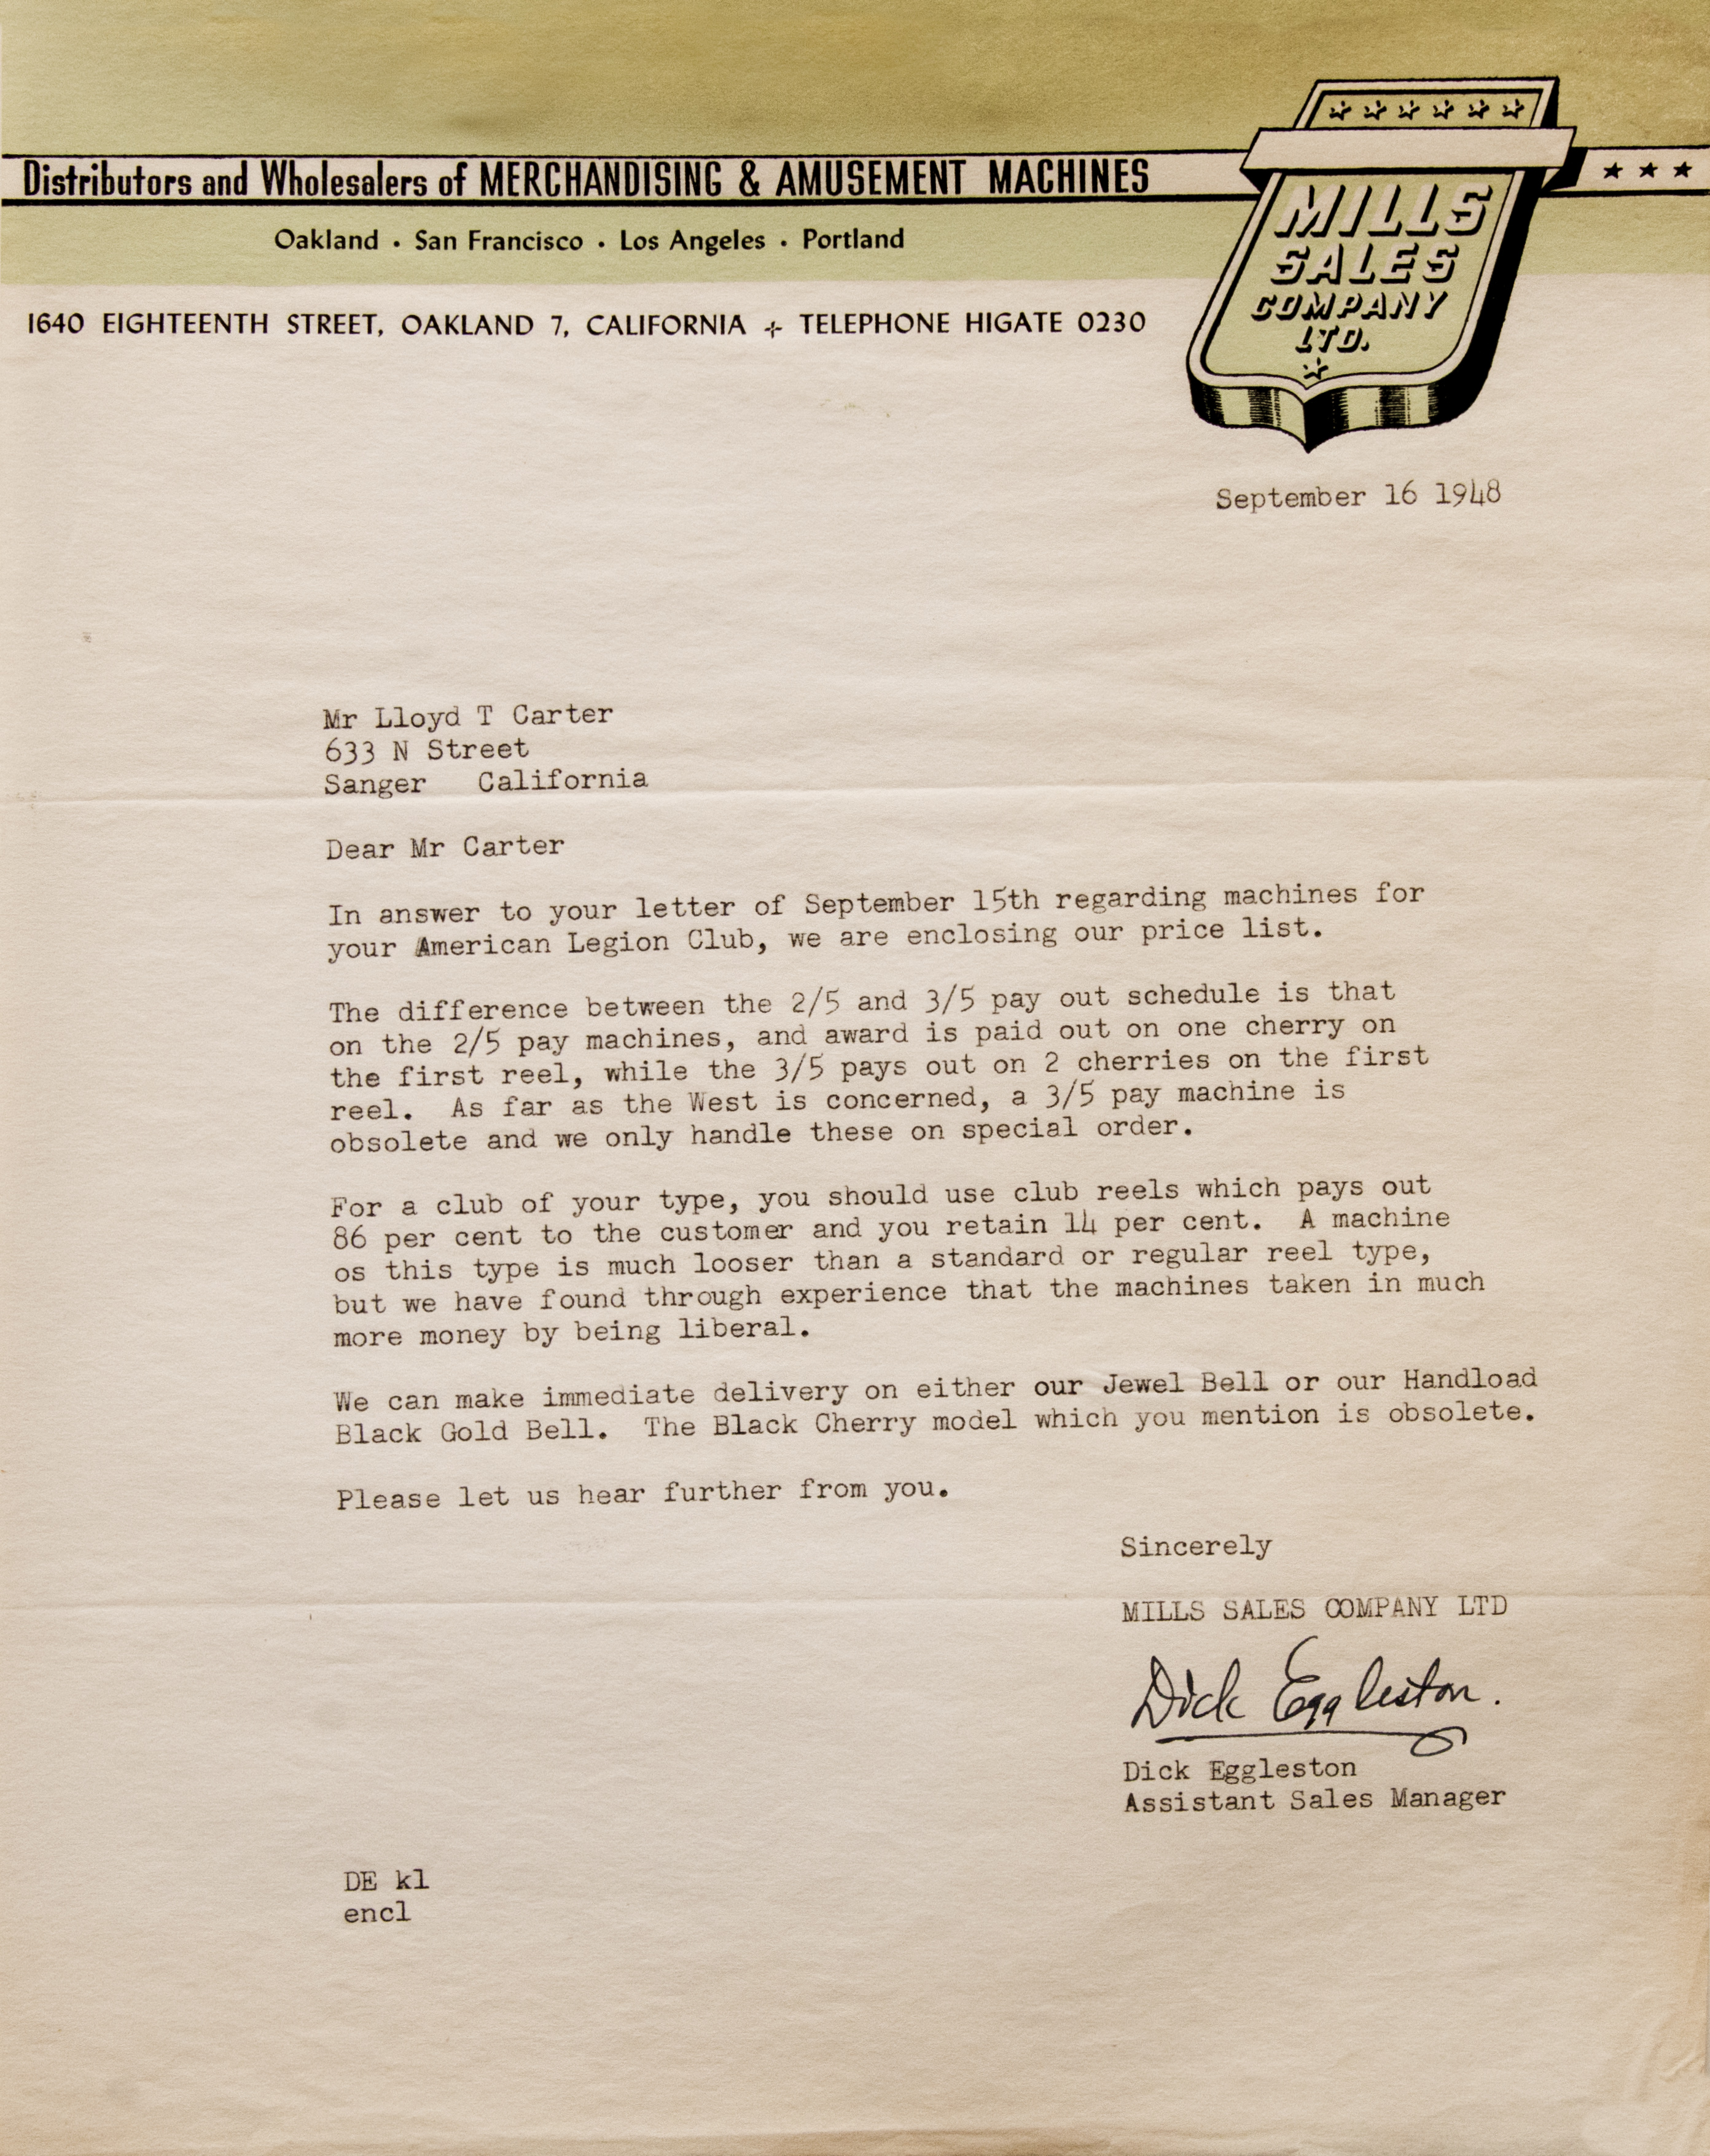 Distributors and Wholesalers of MERCHANDISING & AMUSEMENT MACHINES
Oakland · San Francisco · Los Angeles · Portland
1640 EIGHTEENTH STREET, OAKLAND 7, CALIFORNIA + TELEPHONE HIGATE 0230
MILLS
SALES
COMPANY
LTD.
September 16 1948
Mr Lloyd T Carter
633 N Street
Sanger   California
Dear Mr Carter
In answer to your letter of September 15th regarding machines for
your American Legion Club, we are enclosing our price list.
The difference between the 2/5 and 3/5 pay out schedule is that
on the 2/5 pay machines, and award is paid out on one cherry on
the first reel, while the 3/5 pays out on 2 cherries on the first
reel.  As far as the West is concerned, a 3/5 pay machine is
obsolete and we only handle these on special order.
For a club of your type, you should use club reels which pays out
86 per cent to the customer and you retain 14 per cent.  A machine
os this type is much looser than a standard or regular reel type,
but we have found through experience that the machines taken in much
more money by being liberal.
We can make immediate delivery on either our Jewel Bell or our Handload
Black Gold Bell.  The Black Cherry model which you mention is obsolete.
Please let us hear further from you.
Sincerely
MILLS SALES COMPANY LTD
Dick Eggleston.
Dick Eggleston
Assistant Sales Manager
DE kl
encl